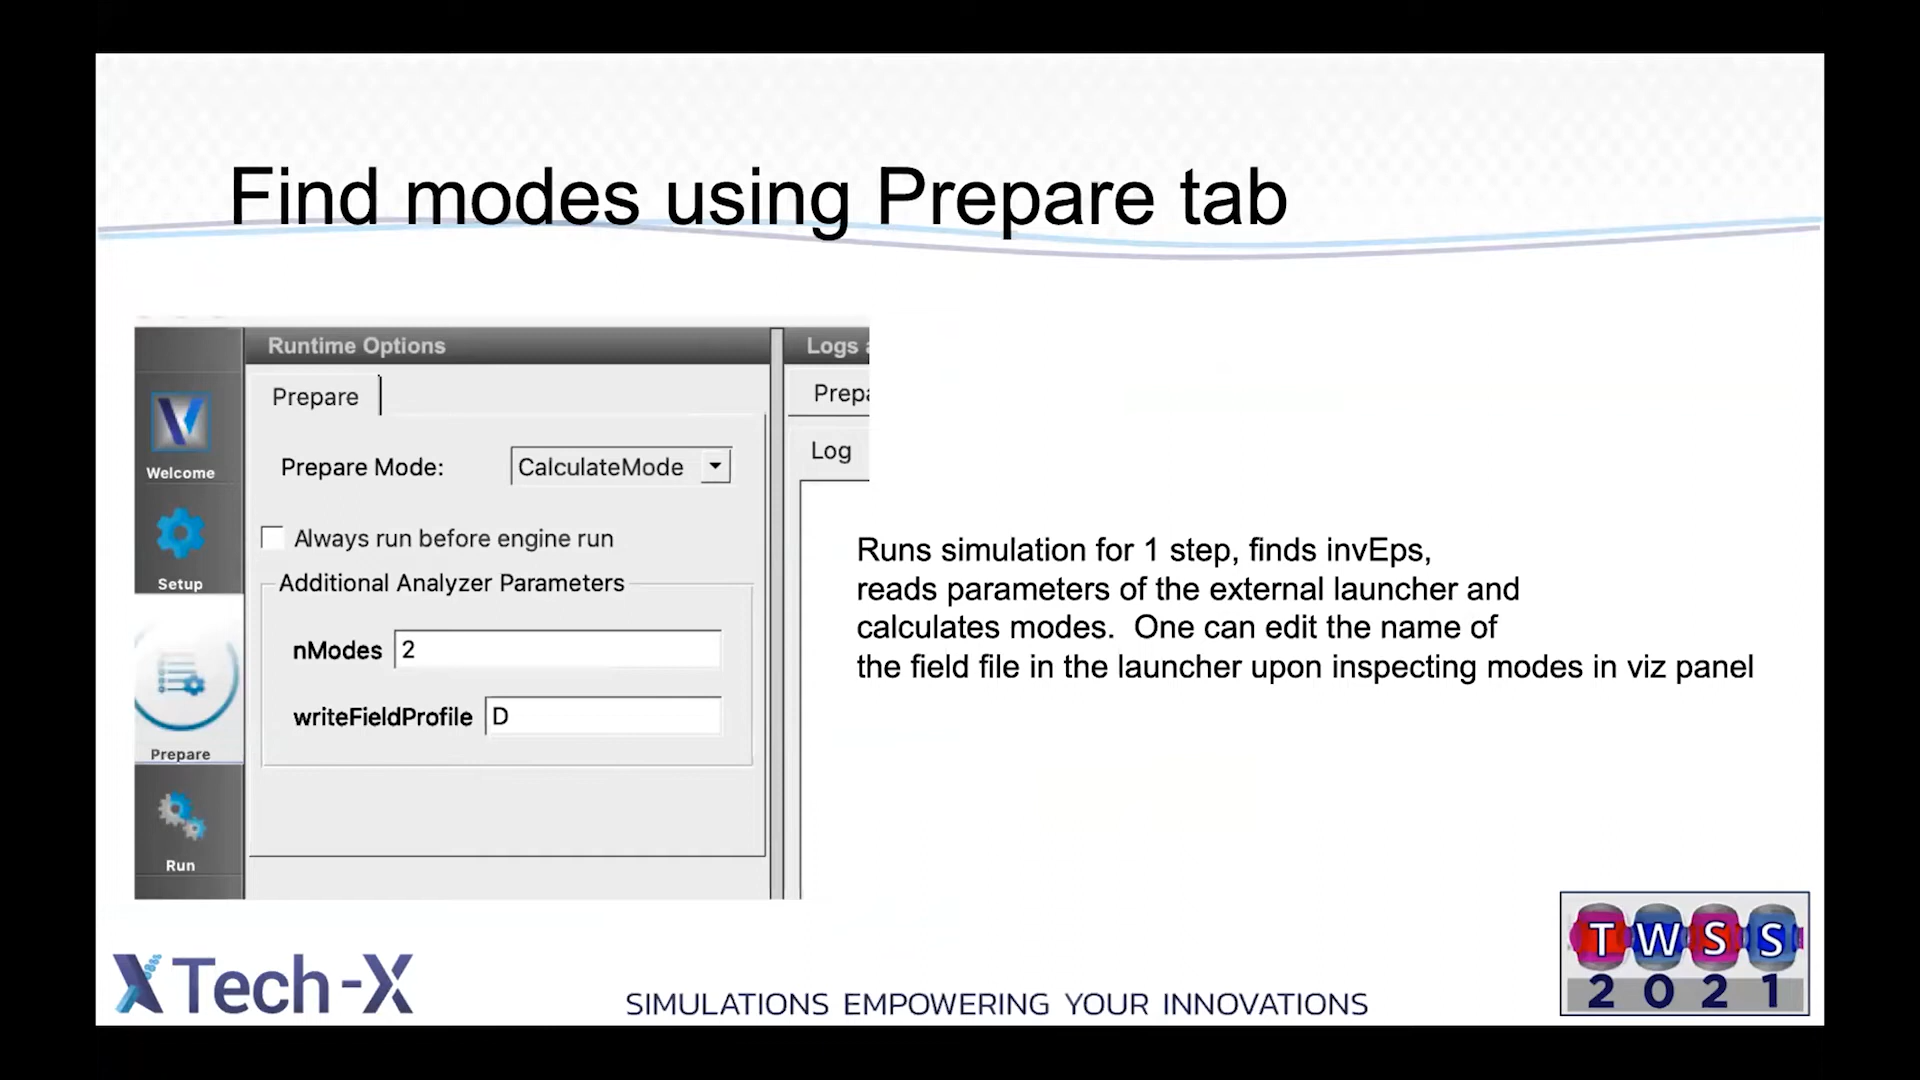 Find modes using Prepare tab
Runtime Options
Logs
Prepare
Prepare Mode: CalculateMode
Always run before engine run
Additional Analyzer Parameters
nModes 2
writeFieldProfile D
Log
Welcome
Setup
Prepare
Run
Runs simulation for 1 step, finds invEps,
reads parameters of the external launcher and
calculates modes. One can edit the name of
the field file in the launcher upon inspecting modes in viz panel
Tech-X
SIMULATIONS EMPOWERING YOUR INNOVATIONS
TWSS
2021